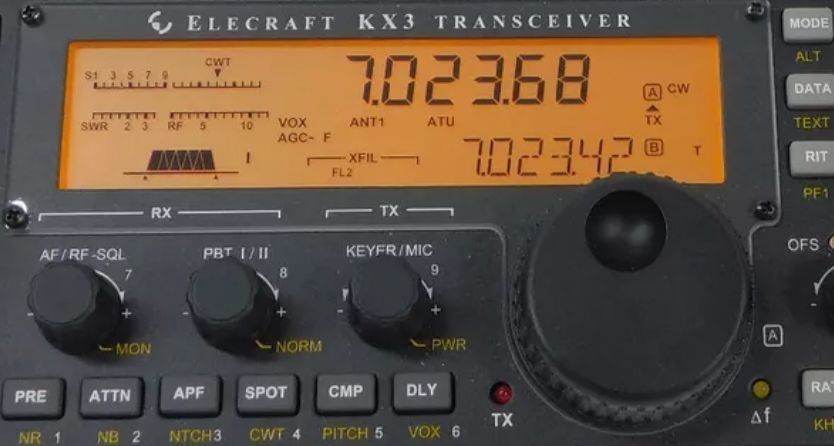 ELECRAFT KX3 TRANSCEIVER
MODE
ALT
DATA
TEXT
RIT
PF1
OFS
CWT
S1 3 5 7 9
SWR 2 3 RF 5 10
VOX
AGC- F
7.023.68
ANT1 ATU
A CW
TX
XFIL
FL2
I
7.023.42
B T
RX
TX
AF/RF-SQL
7
- +
MON
PBT I/II
8
- +
NORM
KEYER/MIC
9
- +
PWR
A
PRE ATTN APF SPOT CMP DLY
NR 1 NB 2 NTCH 3 CWT 4 PITCH 5 VOX 6
TX
Δf